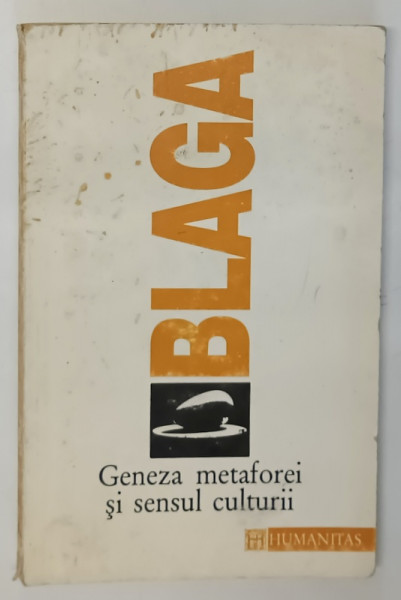 BLAGA
Geneza metaforei
şi sensul culturii
HUMANITAS